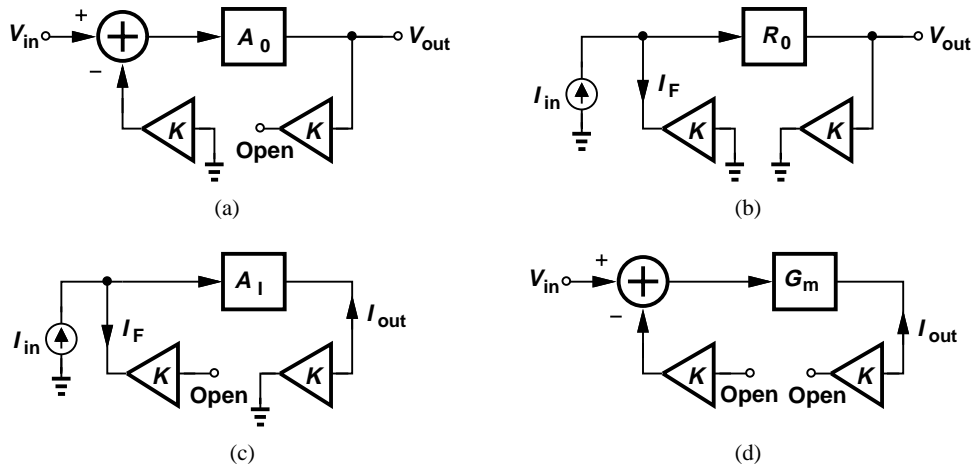 V_in + − A_0 V_out
K K Open
(a)
I_in I_F R_0 V_out
K K
(b)
I_in I_F A_I I_out
K Open K
(c)
V_in + − G_m I_out
K Open Open K
(d)